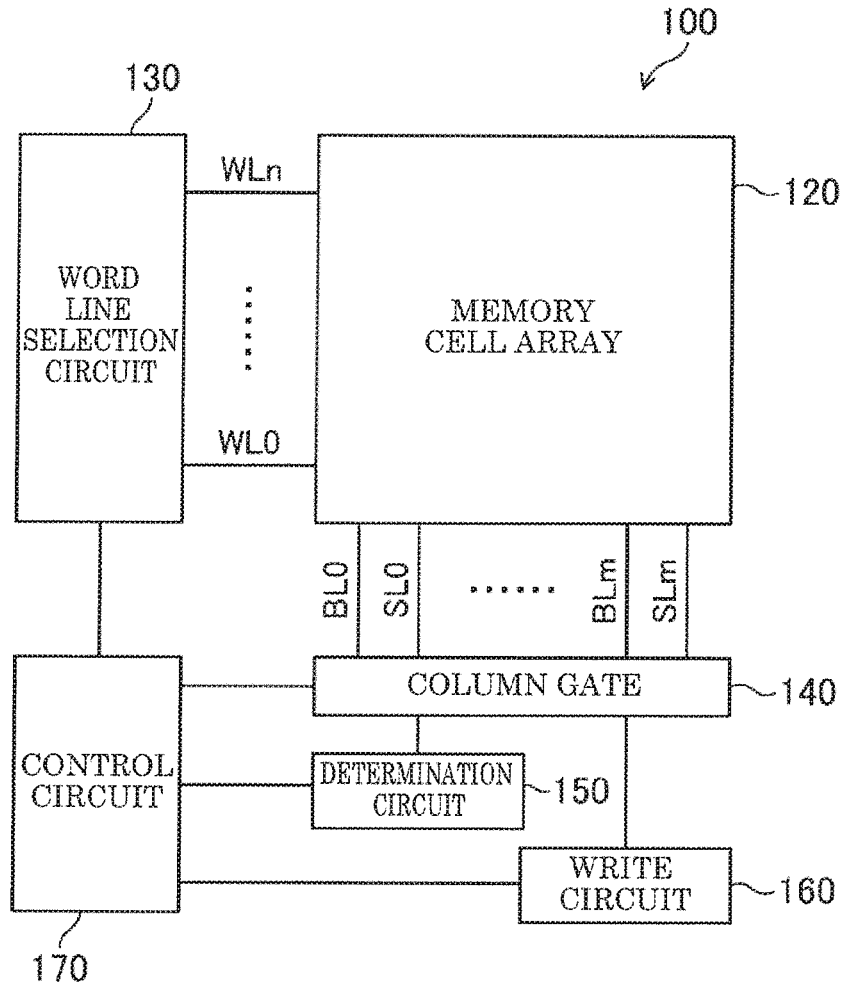 100
130
WLn
120
WORD
LINE
SELECTION
CIRCUIT
MEMORY
CELL ARRAY
WL0
BL0
SL0
BLm
SLm
COLUMN GATE
140
CONTROL
CIRCUIT
DETERMINATION
CIRCUIT
150
WRITE
CIRCUIT
160
170